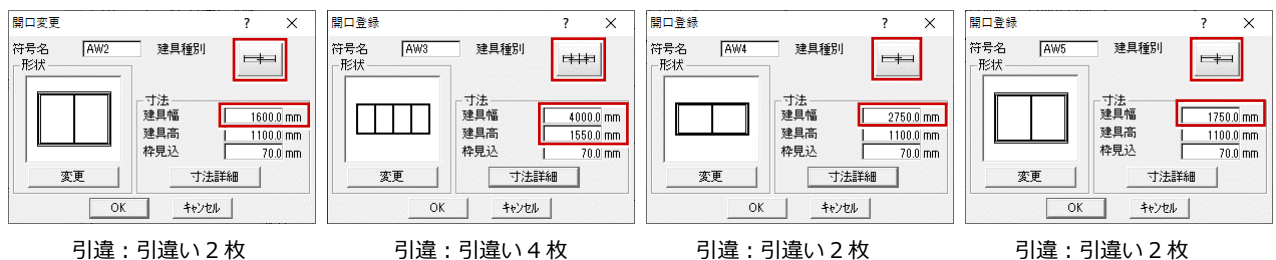 開口変更 ? ×
符号名 AW2 建具種別
形状
寸法
建具幅 1600.0 mm
建具高 1100.0 mm
枠見込 70.0 mm
変更 寸法詳細
OK キャンセル
引違：引違い２枚
開口登録 ? ×
符号名 AW3 建具種別
形状
寸法
建具幅 4000.0 mm
建具高 1550.0 mm
枠見込 70.0 mm
変更 寸法詳細
OK キャンセル
引違：引違い４枚
開口登録 ? ×
符号名 AW4 建具種別
形状
寸法
建具幅 2750.0 mm
建具高 1100.0 mm
枠見込 70.0 mm
変更 寸法詳細
OK キャンセル
引違：引違い２枚
開口登録 ? ×
符号名 AW5 建具種別
形状
寸法
建具幅 1750.0 mm
建具高 1100.0 mm
枠見込 70.0 mm
変更 寸法詳細
OK キャンセル
引違：引違い２枚